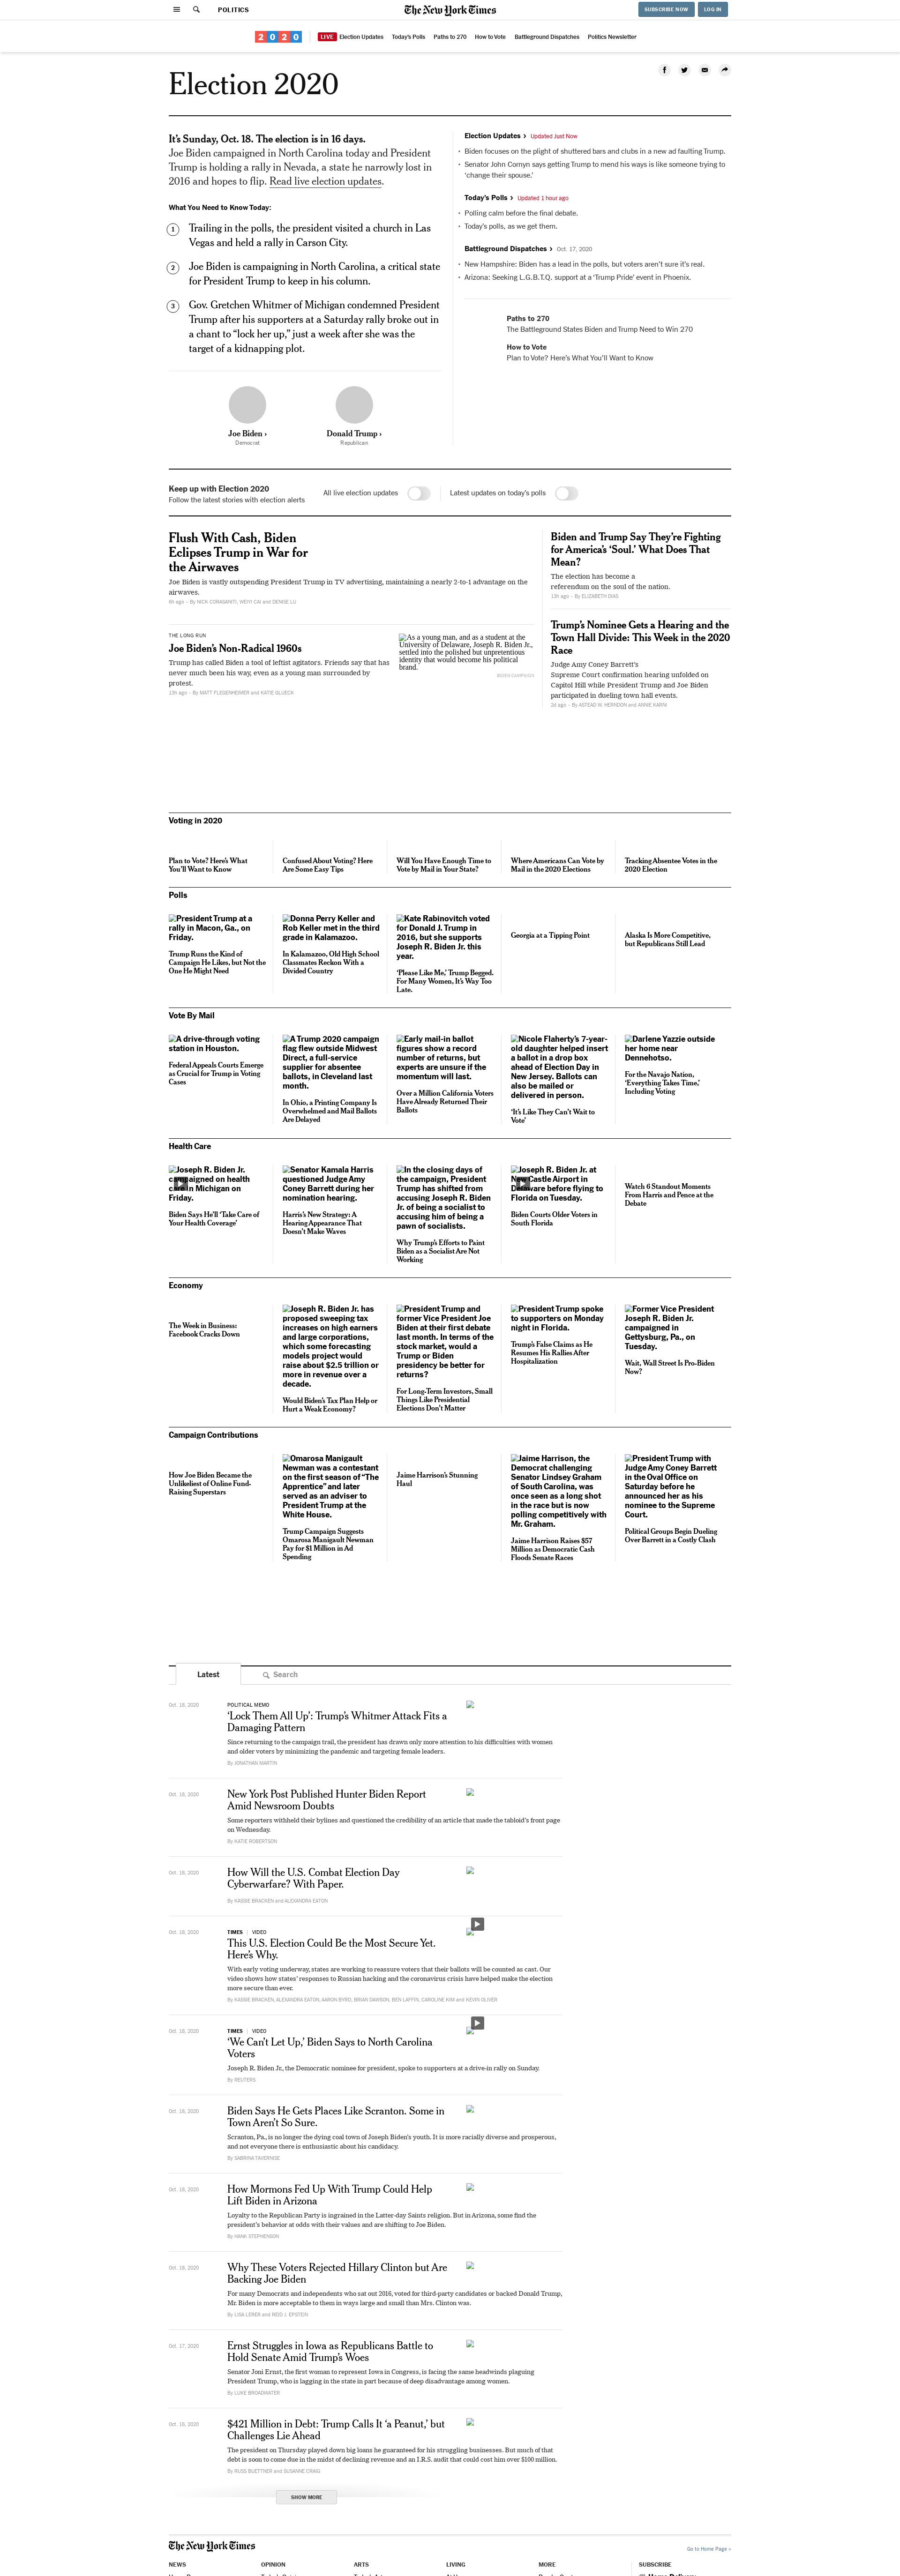 POLITICS
The New York Times
SUBSCRIBE NOW
LOG IN
2020
LIVE Election Updates
Today's Polls
Paths to 270
How to Vote
Battleground Dispatches
Politics Newsletter
Election 2020
It's Sunday, Oct. 18. The election is in 16 days.
Joe Biden campaigned in North Carolina today and President
Trump is holding a rally in Nevada, a state he narrowly lost in
2016 and hopes to flip. Read live election updates.
What You Need to Know Today:
1 Trailing in the polls, the president visited a church in Las
Vegas and held a rally in Carson City.
2 Joe Biden is campaigning in North Carolina, a critical state
for President Trump to keep in his column.
3 Gov. Gretchen Whitmer of Michigan condemned President
Trump after his supporters at a Saturday rally broke out in
a chant to “lock her up,” just a week after she was the
target of a kidnapping plot.
Joe Biden ›
Democrat
Donald Trump ›
Republican
Election Updates › Updated Just Now
• Biden focuses on the plight of shuttered bars and clubs in a new ad faulting Trump.
• Senator John Cornyn says getting Trump to mend his ways is like someone trying to
‘change their spouse.’
Today's Polls › Updated 1 hour ago
• Polling calm before the final debate.
• Today's polls, as we get them.
Battleground Dispatches › Oct. 17, 2020
• New Hampshire: Biden has a lead in the polls, but voters aren't sure it's real.
• Arizona: Seeking L.G.B.T.Q. support at a ‘Trump Pride’ event in Phoenix.
Paths to 270
The Battleground States Biden and Trump Need to Win 270
How to Vote
Plan to Vote? Here's What You'll Want to Know
Keep up with Election 2020
Follow the latest stories with election alerts
All live election updates
Latest updates on today's polls
Flush With Cash, Biden
Eclipses Trump in War for
the Airwaves
Joe Biden is vastly outspending President Trump in TV advertising, maintaining a nearly 2-to-1 advantage on the
airwaves.
6h ago – By NICK CORASANITI, WEIYI CAI and DENISE LU
THE LONG RUN
Joe Biden's Non-Radical 1960s
Trump has called Biden a tool of leftist agitators. Friends say that has
never been his way, even as a young man surrounded by
protest.
13h ago – By MATT FLEGENHEIMER and KATIE GLUECK
As a young man, and as a student at the
University of Delaware, Joseph R. Biden Jr.,
settled into the polished but unpretentious
identity that would become his political
brand.
BIDEN CAMPAIGN
Biden and Trump Say They're Fighting
for America's ‘Soul.’ What Does That
Mean?
The election has become a
referendum on the soul of the nation.
13h ago – By ELIZABETH DIAS
Trump's Nominee Gets a Hearing and the
Town Hall Divide: This Week in the 2020
Race
Judge Amy Coney Barrett's
Supreme Court confirmation hearing unfolded on
Capitol Hill while President Trump and Joe Biden
participated in dueling town hall events.
2d ago – By ASTEAD W. HERNDON and ANNIE KARNI
Voting in 2020
Plan to Vote? Here's What
You'll Want to Know
Confused About Voting? Here
Are Some Easy Tips
Will You Have Enough Time to
Vote by Mail in Your State?
Where Americans Can Vote by
Mail in the 2020 Elections
Tracking Absentee Votes in the
2020 Election
Polls
President Trump at a
rally in Macon, Ga., on
Friday.
Trump Runs the Kind of
Campaign He Likes, but Not the
One He Might Need
Donna Perry Keller and
Rob Keller met in the third
grade in Kalamazoo.
In Kalamazoo, Old High School
Classmates Reckon With a
Divided Country
Kate Rabinovitch voted
for Donald J. Trump in
2016, but she supports
Joseph R. Biden Jr. this
year.
‘Please Like Me,’ Trump Begged.
For Many Women, It's Way Too
Late.
Georgia at a Tipping Point
Alaska Is More Competitive,
but Republicans Still Lead
Vote By Mail
A drive-through voting
station in Houston.
Federal Appeals Courts Emerge
as Crucial for Trump in Voting
Cases
A Trump 2020 campaign
flag flew outside Midwest
Direct, a full-service
supplier for absentee
ballots, in Cleveland last
month.
In Ohio, a Printing Company Is
Overwhelmed and Mail Ballots
Are Delayed
Early mail-in ballot
figures show a record
number of returns, but
experts are unsure if the
momentum will last.
Over a Million California Voters
Have Already Returned Their
Ballots
Nicole Flaherty's 7-year-
old daughter helped insert
a ballot in a drop box
ahead of Election Day in
New Jersey. Ballots can
also be mailed or
delivered in person.
‘It's Like They Can't Wait to
Vote’
Darlene Yazzie outside
her home near
Dennehotso.
For the Navajo Nation,
‘Everything Takes Time,’
Including Voting
Health Care
Joseph R. Biden Jr.
campaigned on health
care in Michigan on
Friday.
Biden Says He'll ‘Take Care of
Your Health Coverage’
Senator Kamala Harris
questioned Judge Amy
Coney Barrett during her
nomination hearing.
Harris's New Strategy: A
Hearing Appearance That
Doesn't Make Waves
In the closing days of
the campaign, President
Trump has shifted from
accusing Joseph R. Biden
Jr. of being a socialist to
accusing him of being a
pawn of socialists.
Why Trump's Efforts to Paint
Biden as a Socialist Are Not
Working
Joseph R. Biden Jr. at
New Castle Airport in
Delaware before flying to
Florida on Tuesday.
Biden Courts Older Voters in
South Florida
Watch 6 Standout Moments
From Harris and Pence at the
Debate
Economy
The Week in Business:
Facebook Cracks Down
Joseph R. Biden Jr. has
proposed sweeping tax
increases on high earners
and large corporations,
which some forecasting
models project would
raise about $2.5 trillion or
more in revenue over a
decade.
Would Biden's Tax Plan Help or
Hurt a Weak Economy?
President Trump and
former Vice President Joe
Biden at their first debate
last month. In terms of the
stock market, would a
Trump or Biden
presidency be better for
returns?
For Long-Term Investors, Small
Things Like Presidential
Elections Don't Matter
President Trump spoke
to supporters on Monday
night in Florida.
Trump's False Claims as He
Resumes His Rallies After
Hospitalization
Former Vice President
Joseph R. Biden Jr.
campaigned in
Gettysburg, Pa., on
Tuesday.
Wait, Wall Street Is Pro-Biden
Now?
Campaign Contributions
How Joe Biden Became the
Unlikeliest of Online Fund-
Raising Superstars
Omarosa Manigault
Newman was a contestant
on the first season of “The
Apprentice” and later
served as an adviser to
President Trump at the
White House.
Trump Campaign Suggests
Omarosa Manigault Newman
Pay for $1 Million in Ad
Spending
Jaime Harrison's Stunning
Haul
Jaime Harrison, the
Democrat challenging
Senator Lindsey Graham
of South Carolina, was
once seen as a long shot
in the race but is now
polling competitively with
Mr. Graham.
Jaime Harrison Raises $57
Million as Democratic Cash
Floods Senate Races
President Trump with
Judge Amy Coney Barrett
in the Oval Office on
Saturday before he
announced her as his
nominee to the Supreme
Court.
Political Groups Begin Dueling
Over Barrett in a Costly Clash
Latest
Search
Oct. 18, 2020
POLITICAL MEMO
‘Lock Them All Up’: Trump's Whitmer Attack Fits a
Damaging Pattern
Since returning to the campaign trail, the president has drawn only more attention to his difficulties with women
and older voters by minimizing the pandemic and targeting female leaders.
By JONATHAN MARTIN
Oct. 18, 2020
New York Post Published Hunter Biden Report
Amid Newsroom Doubts
Some reporters withheld their bylines and questioned the credibility of an article that made the tabloid's front page
on Wednesday.
By KATIE ROBERTSON
Oct. 18, 2020
How Will the U.S. Combat Election Day
Cyberwarfare? With Paper.
By KASSIE BRACKEN and ALEXANDRA EATON
Oct. 18, 2020
TIMES | VIDEO
This U.S. Election Could Be the Most Secure Yet.
Here's Why.
With early voting underway, states are working to reassure voters that their ballots will be counted as cast. Our
video shows how states' responses to Russian hacking and the coronavirus crisis have helped make the election
more secure than ever.
By KASSIE BRACKEN, ALEXANDRA EATON, AARON BYRD, BRIAN DAWSON, BEN LAFFIN, CAROLINE KIM and KEVIN OLIVER
Oct. 18, 2020
TIMES | VIDEO
‘We Can't Let Up,’ Biden Says to North Carolina
Voters
Joseph R. Biden Jr., the Democratic nominee for president, spoke to supporters at a drive-in rally on Sunday.
By REUTERS
Oct. 18, 2020
Biden Says He Gets Places Like Scranton. Some in
Town Aren't So Sure.
Scranton, Pa., is no longer the dying coal town of Joseph Biden's youth. It is more racially diverse and prosperous,
and not everyone there is enthusiastic about his candidacy.
By SABRINA TAVERNISE
Oct. 18, 2020
How Mormons Fed Up With Trump Could Help
Lift Biden in Arizona
Loyalty to the Republican Party is ingrained in the Latter-day Saints religion. But in Arizona, some find the
president's behavior at odds with their values and are shifting to Joe Biden.
By HANK STEPHENSON
Oct. 18, 2020
Why These Voters Rejected Hillary Clinton but Are
Backing Joe Biden
For many Democrats and independents who sat out 2016, voted for third-party candidates or backed Donald Trump,
Mr. Biden is more acceptable to them in ways large and small than Mrs. Clinton was.
By LISA LERER and REID J. EPSTEIN
Oct. 17, 2020
Ernst Struggles in Iowa as Republicans Battle to
Hold Senate Amid Trump's Woes
Senator Joni Ernst, the first woman to represent Iowa in Congress, is facing the same headwinds plaguing
President Trump, who is lagging in the state in part because of deep disadvantage among women.
By LUKE BROADWATER
Oct. 16, 2020
$421 Million in Debt: Trump Calls It ‘a Peanut,’ but
Challenges Lie Ahead
The president on Thursday played down big loans he guaranteed for his struggling businesses. But much of that
debt is soon to come due in the midst of declining revenue and an I.R.S. audit that could cost him over $100 million.
By RUSS BUETTNER and SUSANNE CRAIG
SHOW MORE
The New York Times
Go to Home Page »
NEWS
OPINION
ARTS
LIVING
MORE
SUBSCRIBE